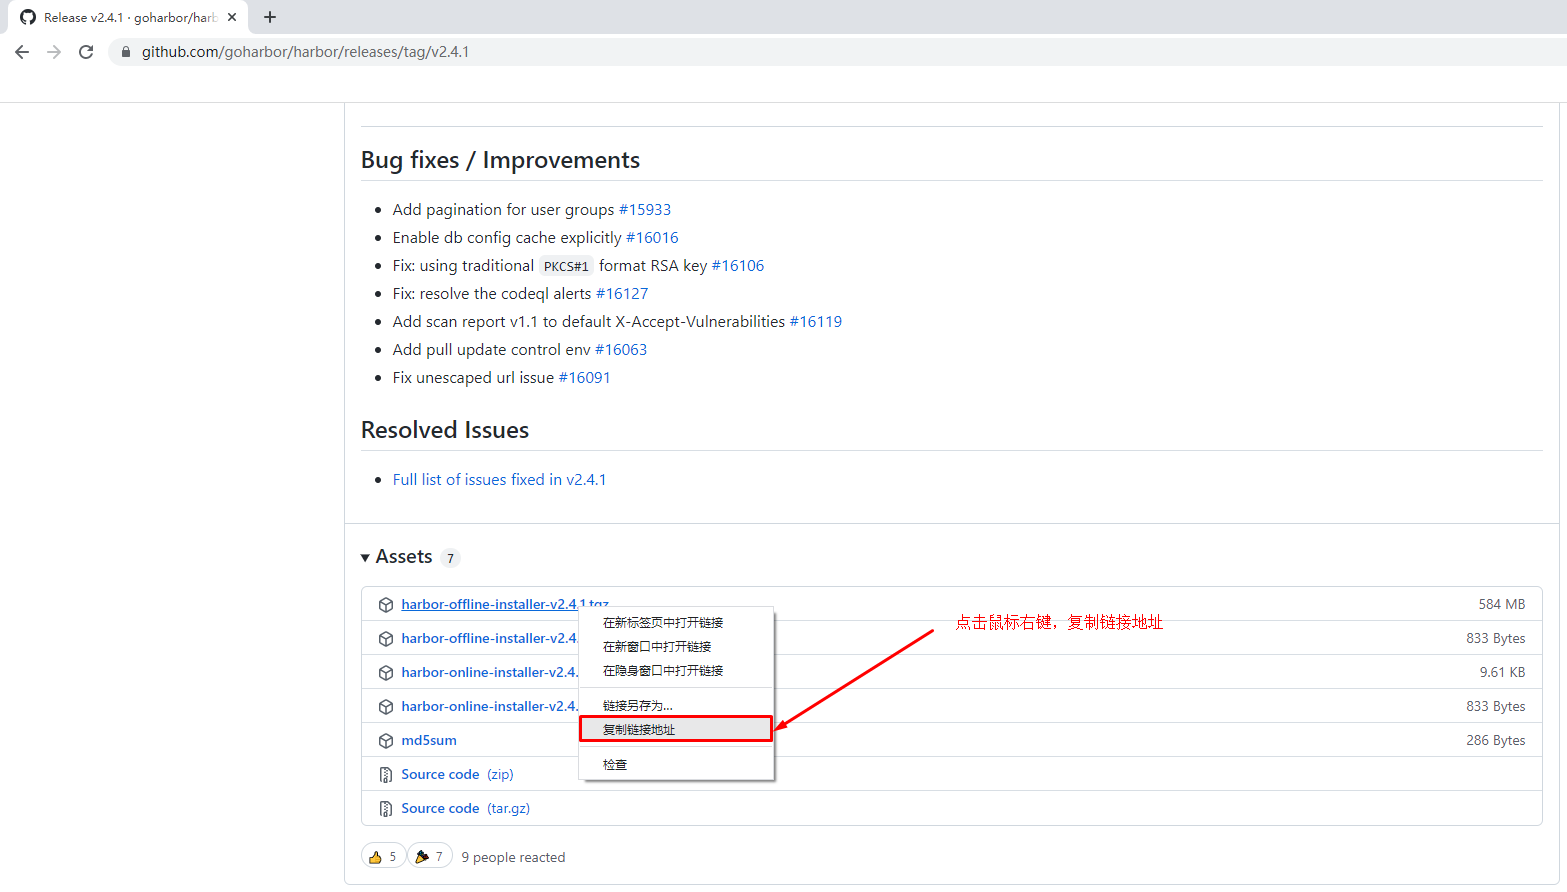 Release v2.4.1 · goharbor/harb
github.com/goharbor/harbor/releases/tag/v2.4.1
Bug fixes / Improvements
Add pagination for user groups #15933
Enable db config cache explicitly #16016
Fix: using traditional PKCS#1 format RSA key #16106
Fix: resolve the codeql alerts #16127
Add scan report v1.1 to default X-Accept-Vulnerabilities #16119
Add pull update control env #16063
Fix unescaped url issue #16091
Resolved Issues
Full list of issues fixed in v2.4.1
Assets 7
harbor-offline-installer-v2.4.1.tgz 584 MB
harbor-offline-installer-v2.4. 833 Bytes
harbor-online-installer-v2.4. 9.61 KB
harbor-online-installer-v2.4. 833 Bytes
md5sum 286 Bytes
Source code (zip)
Source code (tar.gz)
在新标签页中打开链接
在新窗口中打开链接
在隐身窗口中打开链接
链接另存为...
复制链接地址
检查
点击鼠标右键，复制链接地址
5 7 9 people reacted